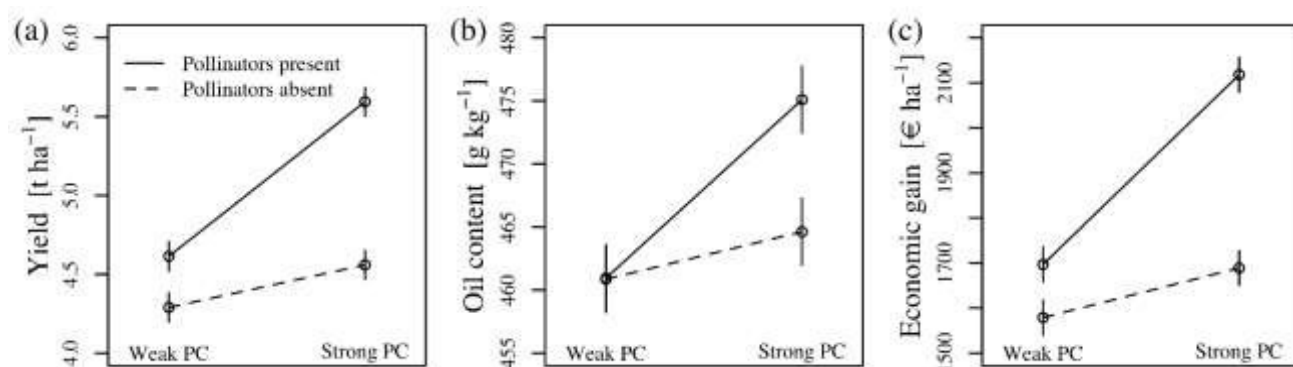 (a)
Yield [t ha⁻¹]
6.0
5.5
5.0
4.5
4.0
Pollinators present
Pollinators absent
Weak PC
Strong PC
(b)
Oil content [g kg⁻¹]
480
475
470
465
460
455
Weak PC
Strong PC
(c)
Economic gain [€ ha⁻¹]
2100
1900
1700
1500
Weak PC
Strong PC